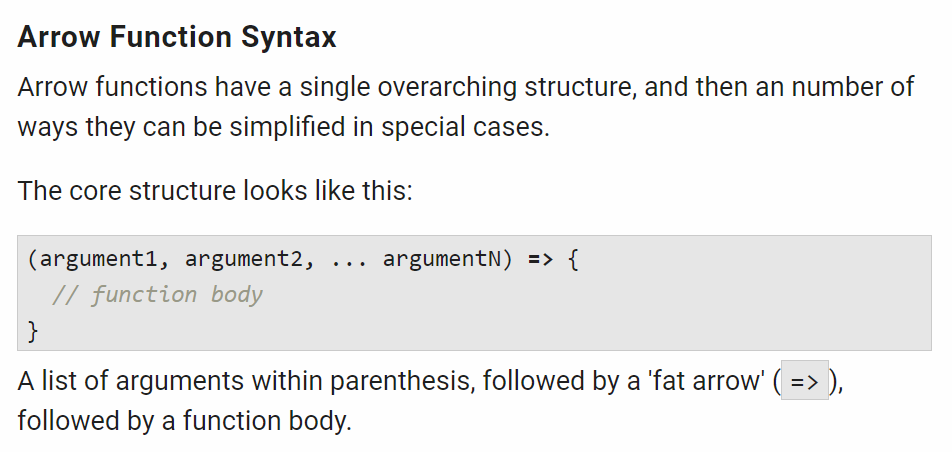 Arrow Function Syntax
Arrow functions have a single overarching structure, and then an number of
ways they can be simplified in special cases.
The core structure looks like this:
(argument1, argument2, ... argumentN) => {
  // function body
}
A list of arguments within parenthesis, followed by a 'fat arrow' ( => ),
followed by a function body.